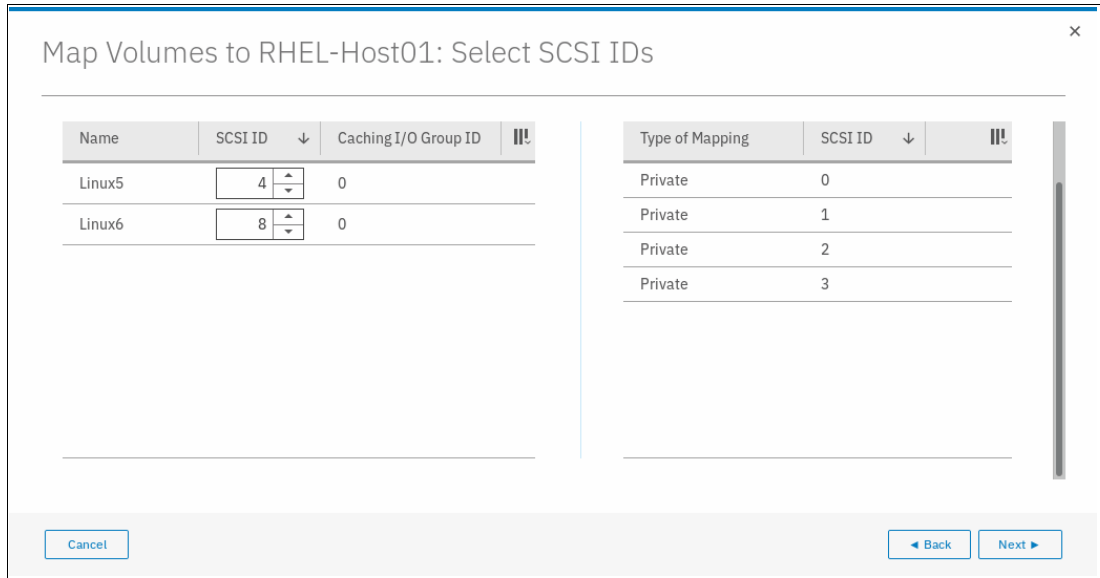 Map Volumes to RHEL-Host01: Select SCSI IDs
Name SCSI ID Caching I/O Group ID
Linux5 4 0
Linux6 8 0
Type of Mapping SCSI ID
Private 0
Private 1
Private 2
Private 3
Cancel Back Next